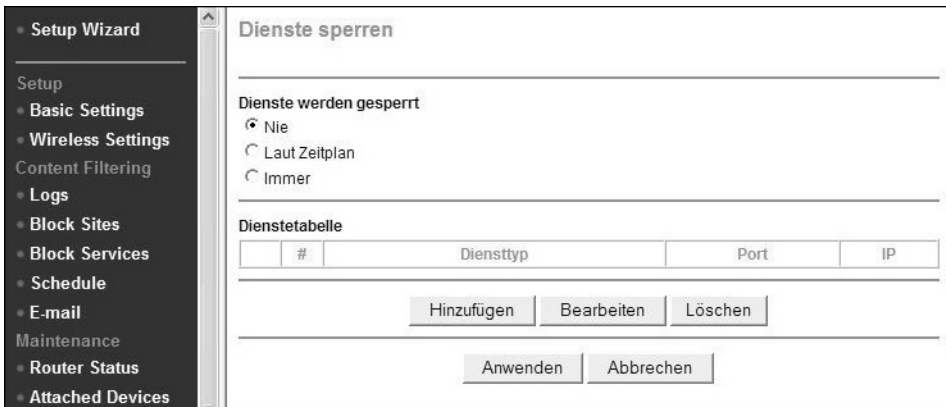 Setup Wizard
Setup
Basic Settings
Wireless Settings
Content Filtering
Logs
Block Sites
Block Services
Schedule
E-mail
Maintenance
Router Status
Attached Devices
Dienste sperren
Dienste werden gesperrt
Nie
Laut Zeitplan
Immer
Dienstetabelle
# Diensttyp Port IP
Hinzufügen Bearbeiten Löschen
Anwenden Abbrechen